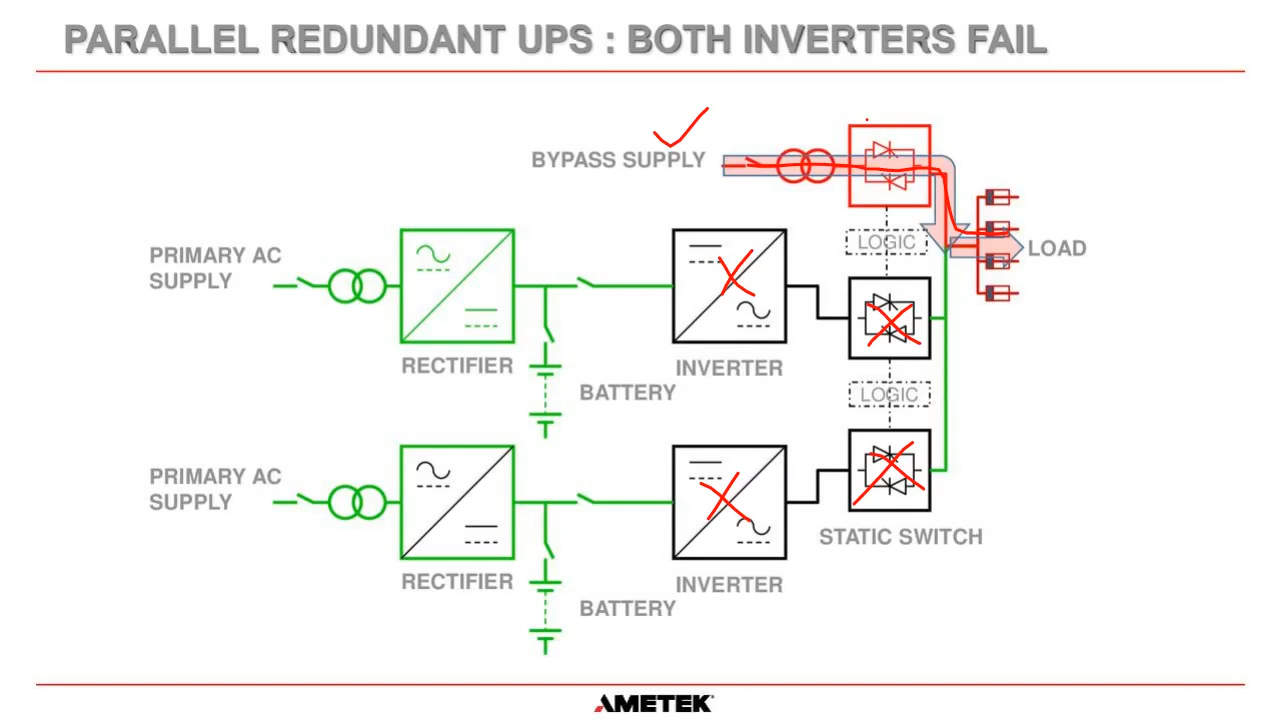 PARALLEL REDUNDANT UPS : BOTH INVERTERS FAIL
BYPASS SUPPLY
LOGIC
LOAD
PRIMARY AC
SUPPLY
RECTIFIER
INVERTER
BATTERY
LOGIC
PRIMARY AC
SUPPLY
STATIC SWITCH
RECTIFIER
INVERTER
BATTERY
AMETEK